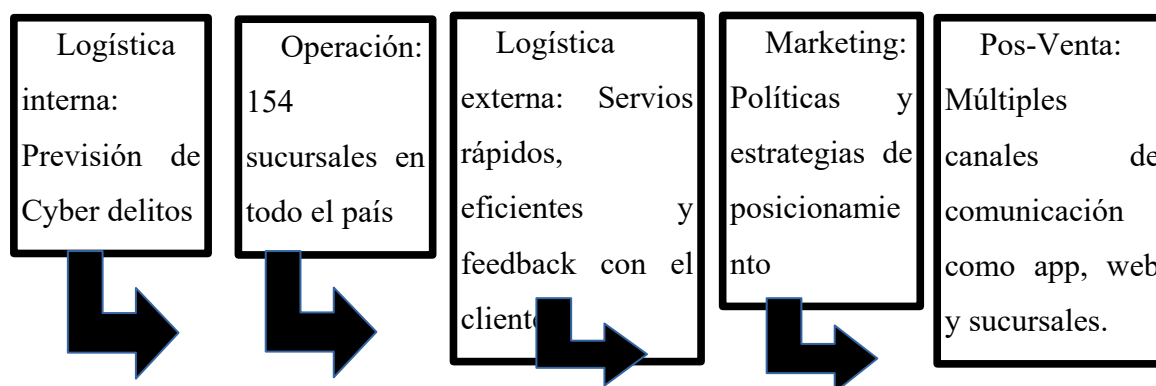 Logística
interna:
Previsión de
Cyber delitos
Operación:
154
sucursales en
todo el país
Logística
externa: Servios
rápidos,
eficientes y
feedback con el
cliente
Marketing:
Políticas y
estrategias de
posicionamie
nto
Pos-Venta:
Múltiples
canales de
comunicación
como app, web
y sucursales.